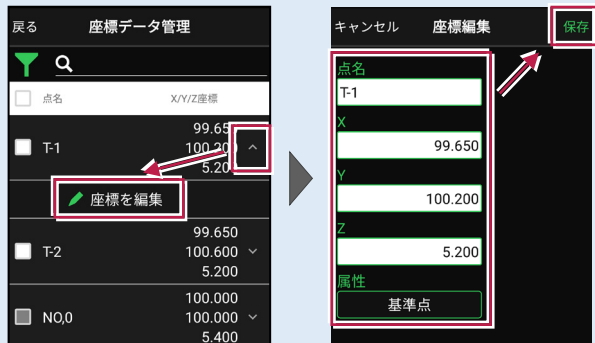 戻る 座標データ管理
点名 X/Y/Z座標
99.650
T-1 100.200
5.200
座標を編集
99.650
T-2 100.600
5.200
100.000
NO,0 100.000
5.400
キャンセル 座標編集 保存
点名
T-1
X
99.650
Y
100.200
Z
5.200
属性
基準点